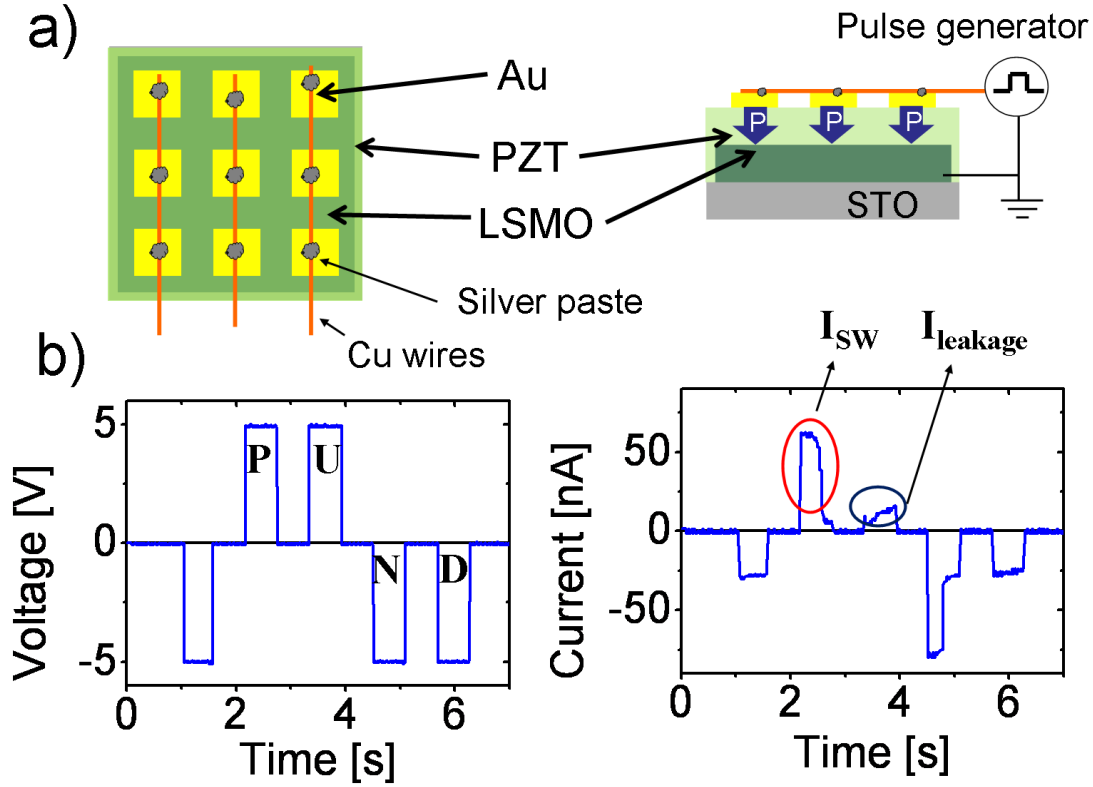 a)
Pulse generator
Au
PZT
LSMO
Silver paste
Cu wires
P P P
STO
b)
I_SW
I_leakage
Voltage [V]
5
0
-5
P U
N D
0 2 4 6
Time [s]
Current [nA]
50
0
-50
0 2 4 6
Time [s]